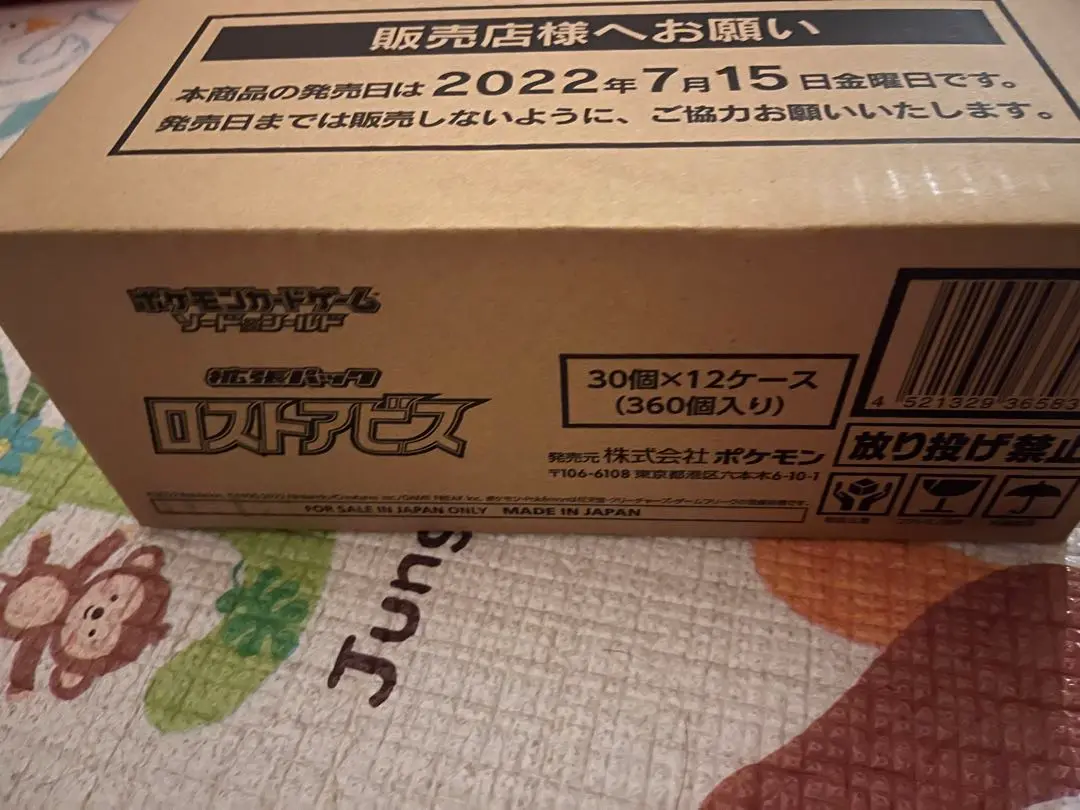 販売店様へお願い
本商品の発売日は2022年7月15日金曜日です。
発売日までは販売しないように、ご協力お願いいたします。
ポケモンカードゲーム
ソード&シールド
拡張パック
ロストアビス
30個×12ケース
(360個入り)
4 521329 36583
放り投げ禁止
発売元 株式会社 ポケモン
〒106-6108 東京都港区六本木6-10-1
FOR SALE IN JAPAN ONLY MADE IN JAPAN
Jung